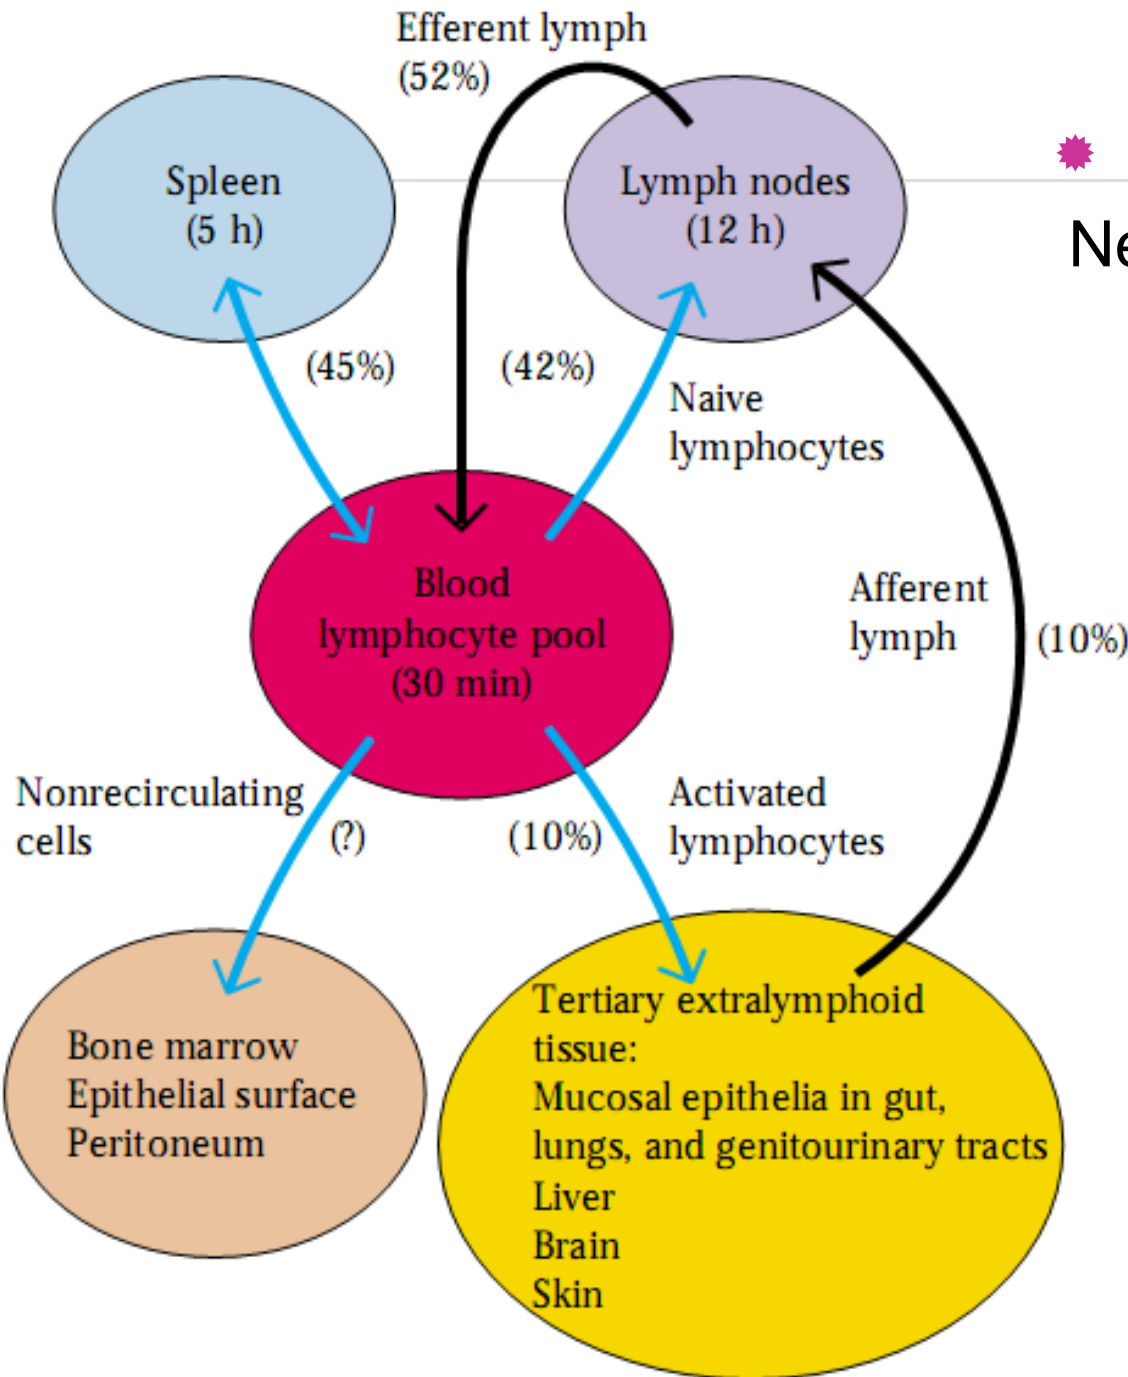 Efferent lymph
(52%)
Spleen
(5 h)
Lymph nodes
(12 h)
Ne
(45%)
(42%)
Naive
lymphocytes
Blood
lymphocyte pool
(30 min)
Afferent
lymph
(10%)
Nonrecirculating
cells
(?)
(10%)
Activated
lymphocytes
Bone marrow
Epithelial surface
Peritoneum
Tertiary extralymphoid
tissue:
Mucosal epithelia in gut,
lungs, and genitourinary tracts
Liver
Brain
Skin